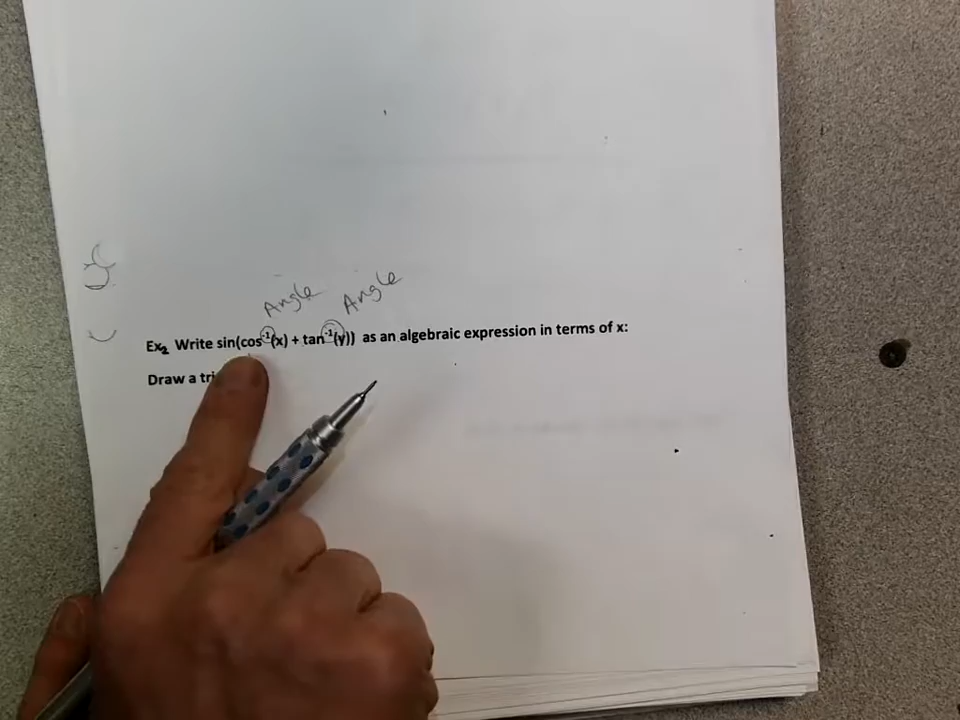 Angle Angle
Ex2 Write sin(cos⁻¹(x) + tan⁻¹(y)) as an algebraic expression in terms of x:
Draw a tri